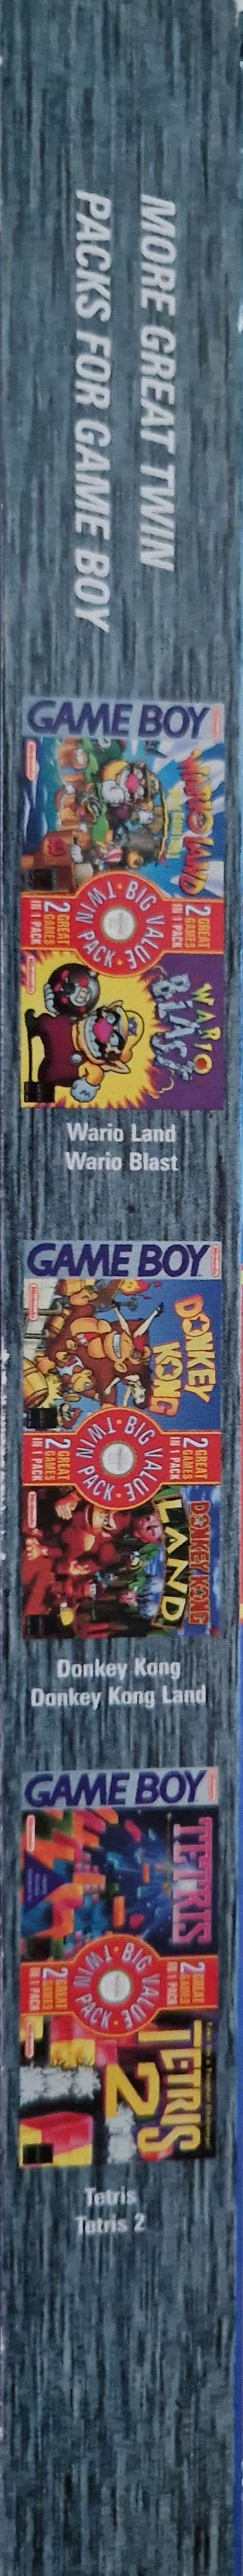 MORE GREAT TWIN
PACKS FOR GAME BOY
GAME BOY
WARIO LAND
2 GREAT GAMES IN 1 PACK
BIG VALUE
TWIN PACK
2 GREAT GAMES IN 1 PACK
WARIO
BLAST
Nintendo
Wario Land
Wario Blast
GAME BOY
Nintendo
DONKEY
KONG
2 GREAT GAMES IN 1 PACK
BIG VALUE
TWIN PACK
2 GREAT GAMES IN 1 PACK
DONKEY KONG
LAND
Nintendo
Donkey Kong
Donkey Kong Land
GAME BOY
TETRIS
Nintendo
2 GREAT GAMES IN 1 PACK
BIG VALUE
TWIN PACK
2 GREAT GAMES IN 1 PACK
TETRIS
2
Tetris
Tetris 2